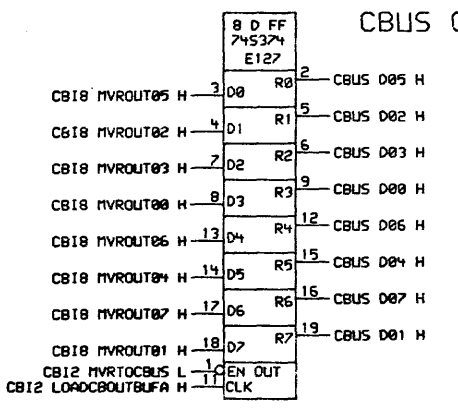 8 D FF
74S374
E127
CBUS
CBI8 MVROUT05 H 3 D0 R0 2 CBUS D05 H
C&I8 MVROUT02 H 4 D1 R1 5 CBUS D02 H
CBI8 MVROUT03 H 7 D2 R2 6 CBUS D03 H
CBI8 MVROUT00 H 8 D3 R3 9 CBUS D00 H
CBI8 MVROUT06 H 13 D4 R4 12 CBUS D06 H
CBI8 MVROUT04 H 14 D5 R5 15 CBUS D04 H
CBI8 MVROUT07 H 17 D6 R6 16 CBUS D07 H
CBI8 MVROUT01 H 18 D7 R7 19 CBUS D01 H
CBI2 MVRTOCBUS L 1 EN OUT
CBI2 LOADCBOUTBUFA H 11 CLK